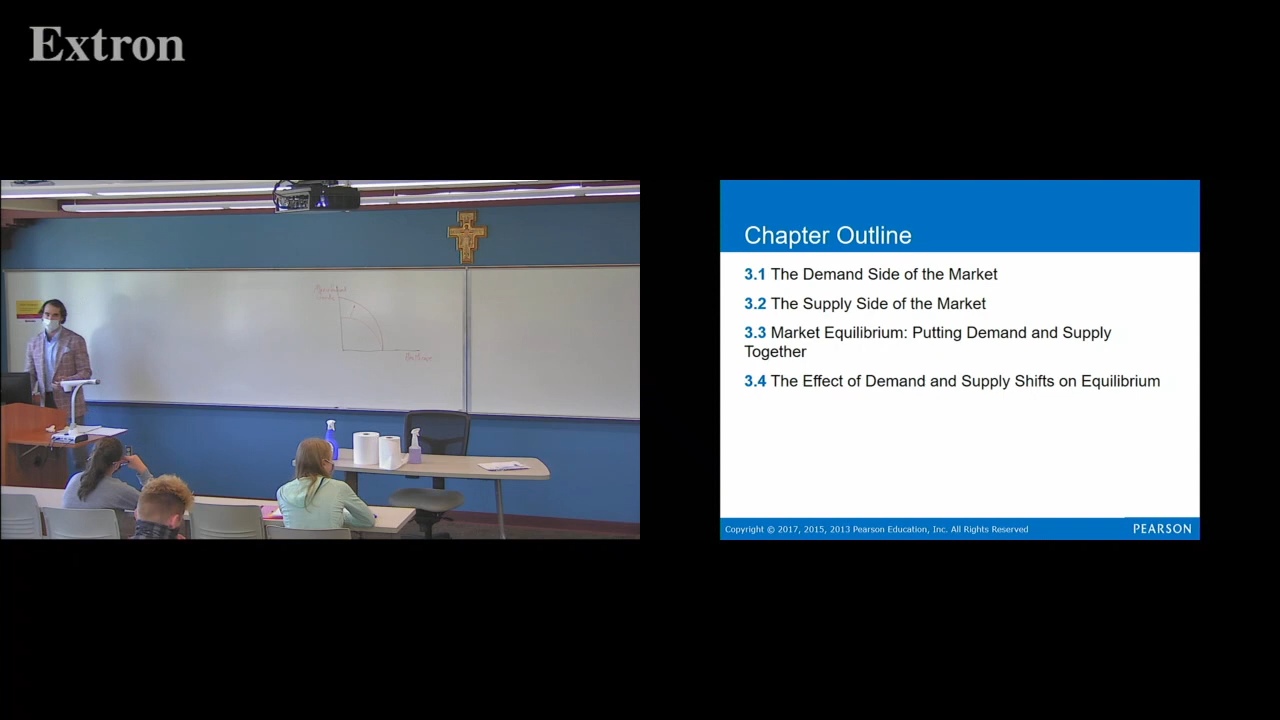 Extron
Chapter Outline
3.1 The Demand Side of the Market
3.2 The Supply Side of the Market
3.3 Market Equilibrium: Putting Demand and Supply
Together
3.4 The Effect of Demand and Supply Shifts on Equilibrium
Copyright © 2017, 2015, 2013 Pearson Education, Inc. All Rights Reserved
PEARSON